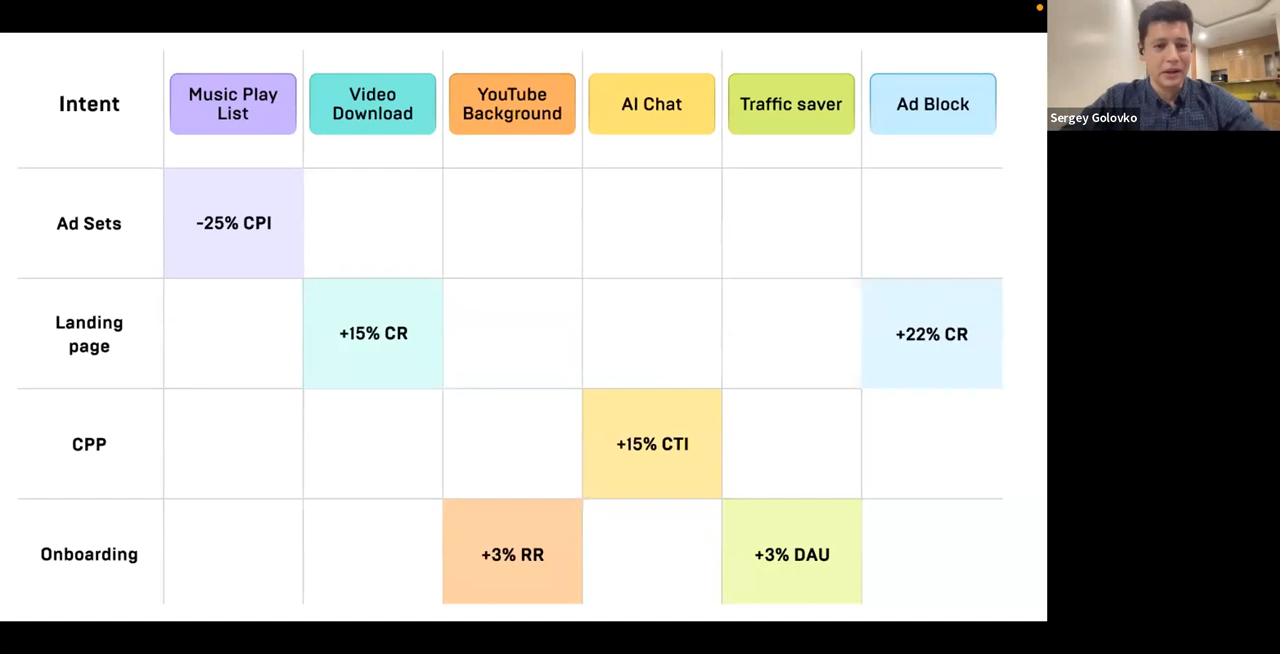 Intent
Music Play
List
Video
Download
YouTube
Background
AI Chat
Traffic saver
Ad Block
Sergey Golovko
Ad Sets
-25% CPI
Landing
page
+15% CR
+22% CR
CPP
+15% CTI
Onboarding
+3% RR
+3% DAU